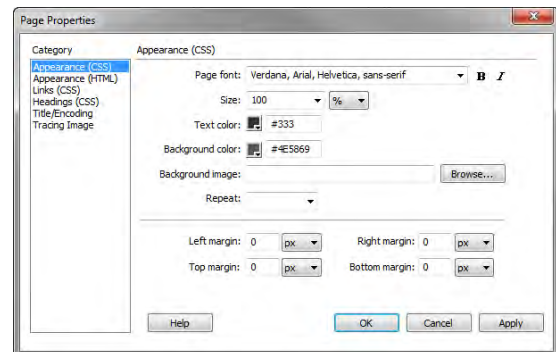 Page Properties
Category
Appearance (CSS)
Appearance (HTML)
Links (CSS)
Headings (CSS)
Title/Encoding
Tracing Image
Appearance (CSS)
Page font: Verdana, Arial, Helvetica, sans-serif B I
Size: 100 %
Text color: #333
Background color: #4E5869
Background image: Browse...
Repeat:
Left margin: 0 px Right margin: 0 px
Top margin: 0 px Bottom margin: 0 px
Help OK Cancel Apply